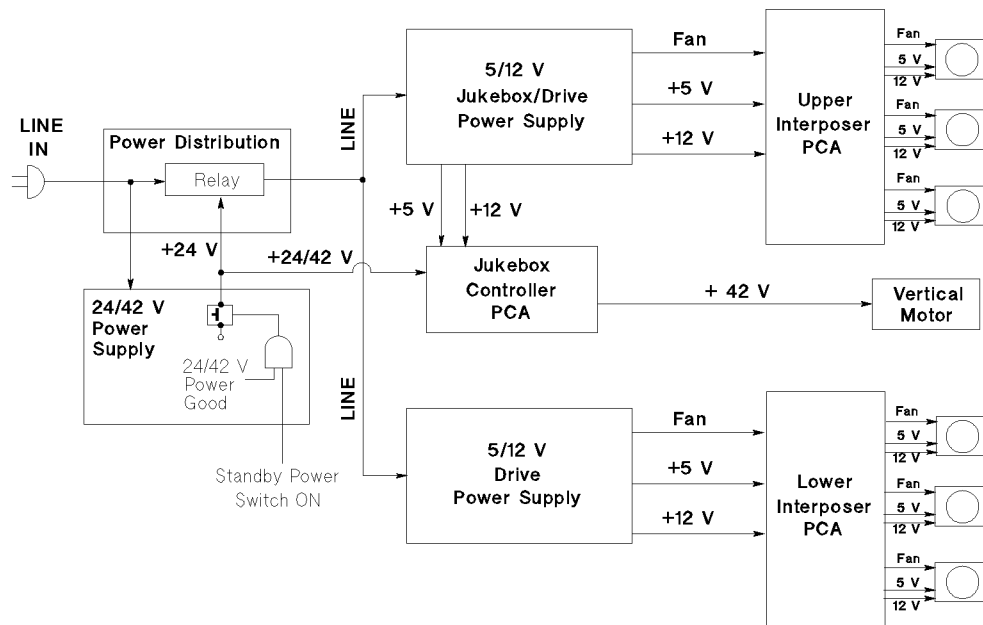 LINE
IN
Power Distribution
Relay
+24 V
+24/42 V
24/42 V
Power
Supply
24/42 V
Power
Good
Standby Power
Switch ON
LINE
LINE
5/12 V
Jukebox/Drive
Power Supply
Fan
+5 V
+12 V
+5 V
+12 V
Jukebox
Controller
PCA
+ 42 V
Vertical
Motor
Upper
Interposer
PCA
Fan
5 V
12 V
Fan
5 V
12 V
Fan
5 V
12 V
5/12 V
Drive
Power Supply
Fan
+5 V
+12 V
Lower
Interposer
PCA
Fan
5 V
12 V
Fan
5 V
12 V
Fan
5 V
12 V